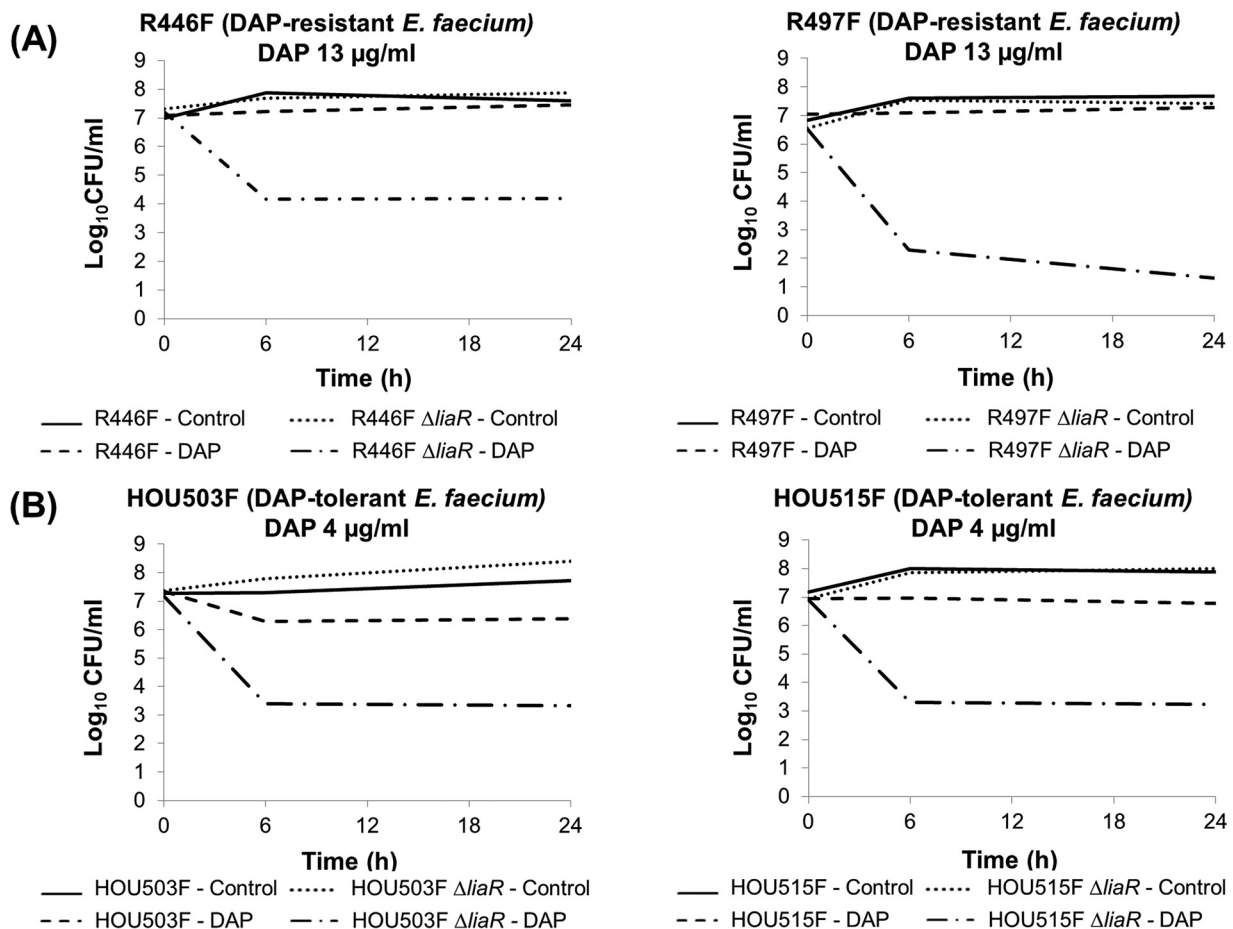 (A)
R446F (DAP-resistant E. faecium)
DAP 13 µg/ml
Log10CFU/ml
9
8
7
6
5
4
3
2
1
0
0 6 12 18 24
Time (h)
R446F - Control R446F ΔliaR - Control
R446F - DAP R446F ΔliaR - DAP
R497F (DAP-resistant E. faecium)
DAP 13 µg/ml
Log10 CFU/ml
9
8
7
6
5
4
3
2
1
0
0 6 12 18 24
Time (h)
R497F - Control R497F ΔliaR - Control
R497F - DAP R497F ΔliaR - DAP
(B)
HOU503F (DAP-tolerant E. faecium)
DAP 4 µg/ml
Log10 CFU/ml
9
8
7
6
5
4
3
2
1
0
0 6 12 18 24
Time (h)
HOU503F - Control HOU503F ΔliaR - Control
HOU503F - DAP HOU503F ΔliaR - DAP
HOU515F (DAP-tolerant E. faecium)
DAP 4 µg/ml
Log10 CFU/ml
9
8
7
6
5
4
3
2
1
0
0 6 12 18 24
Time (h)
HOU515F - Control HOU515F ΔliaR - Control
HOU515F - DAP HOU515F ΔliaR - DAP